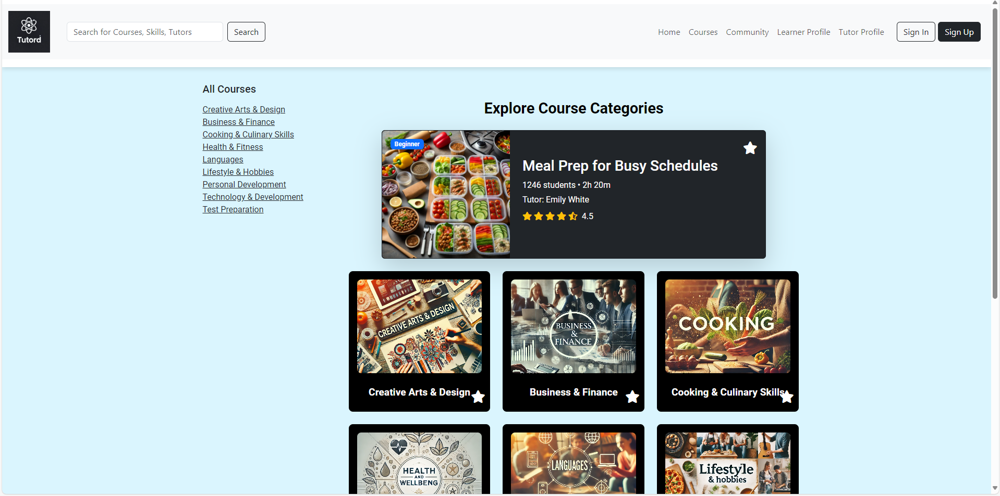 Tutord
Search for Courses, Skills, Tutors
Search
Home
Courses
Community
Learner Profile
Tutor Profile
Sign In
Sign Up
All Courses
Creative Arts & Design
Business & Finance
Cooking & Culinary Skills
Health & Fitness
Languages
Lifestyle & Hobbies
Personal Development
Technology & Development
Test Preparation
Explore Course Categories
Beginner
Meal Prep for Busy Schedules
1246 students • 2h 20m
Tutor: Emily White
4.5
CREATIVE ARTS & DESIGN
BUSINESS
&
FINANCE
COOKING
Creative Arts & Design
Business & Finance
Cooking & Culinary Skills
HEALTH
AND
WELLBENG
LANGUAGES
Lifestyle
& hobbies